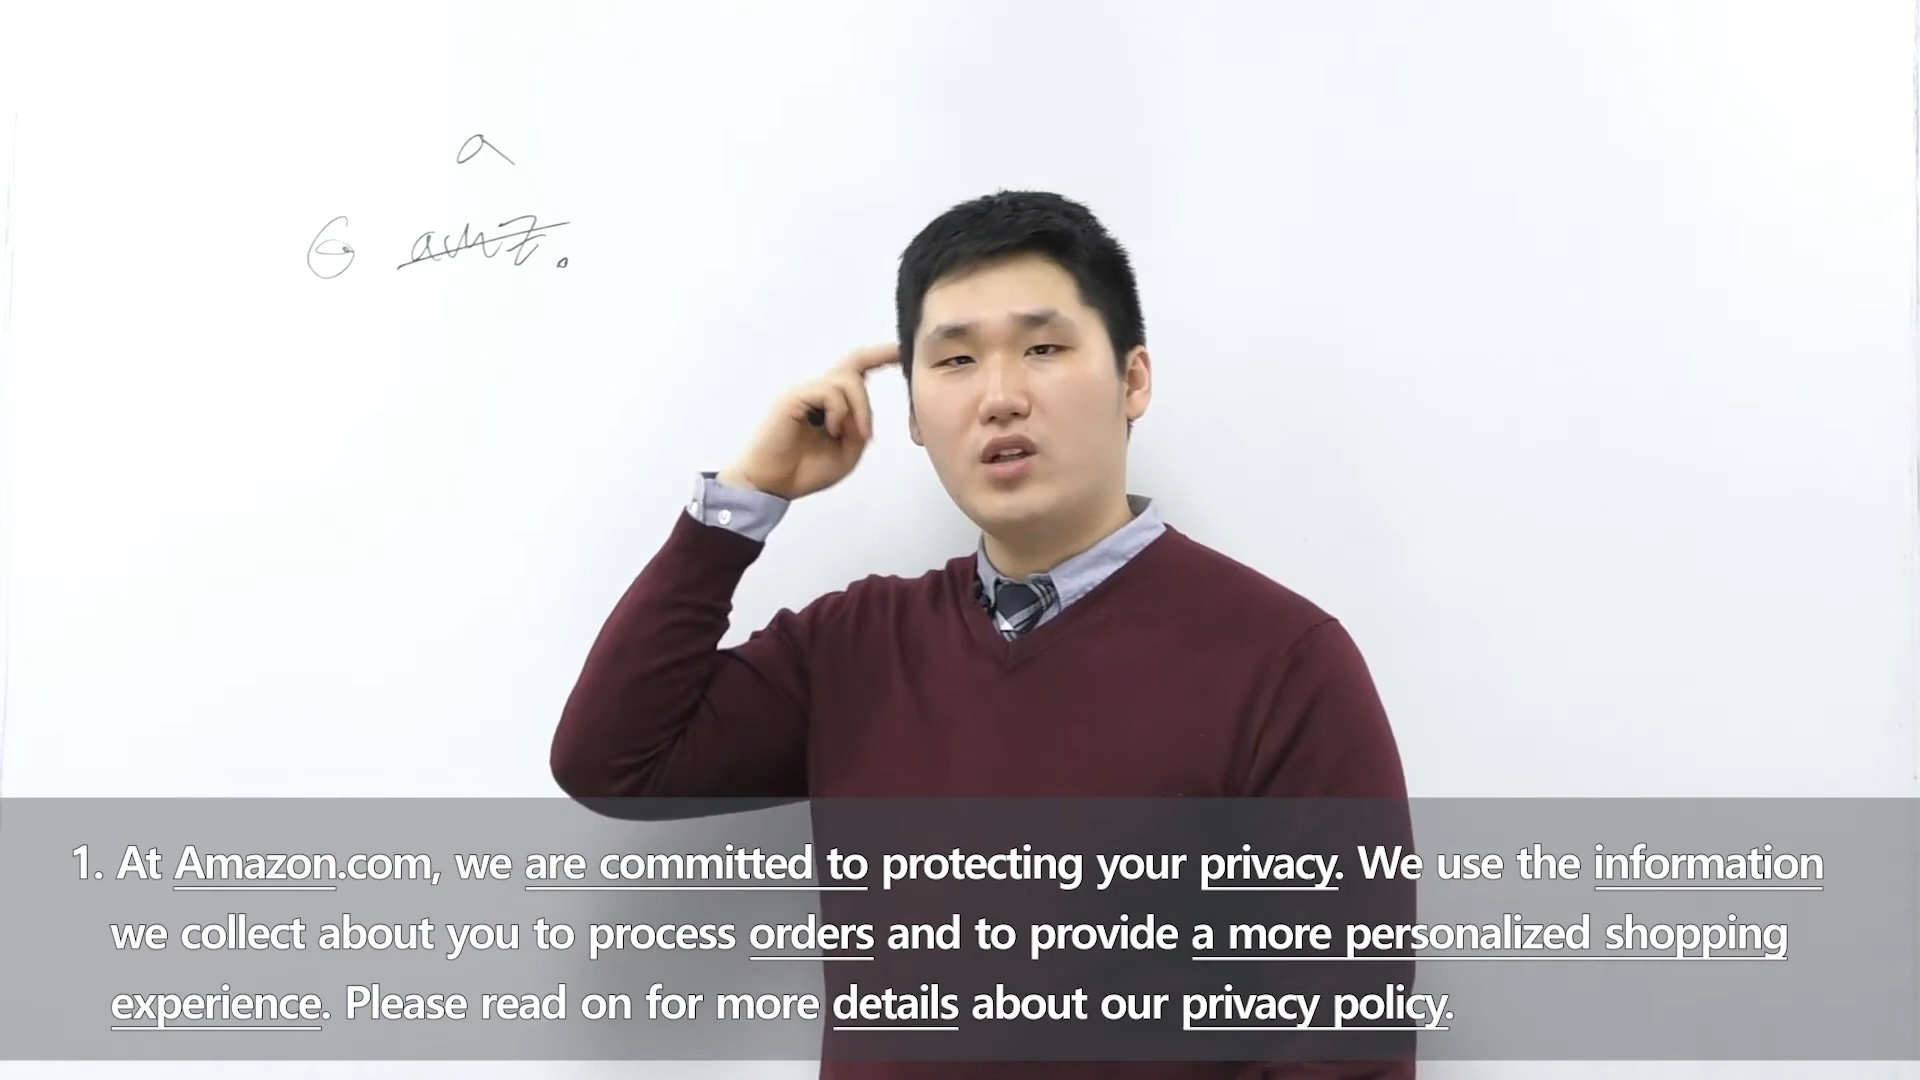 a
1. At Amazon.com, we are committed to protecting your privacy. We use the information
we collect about you to process orders and to provide a more personalized shopping
experience. Please read on for more details about our privacy policy.